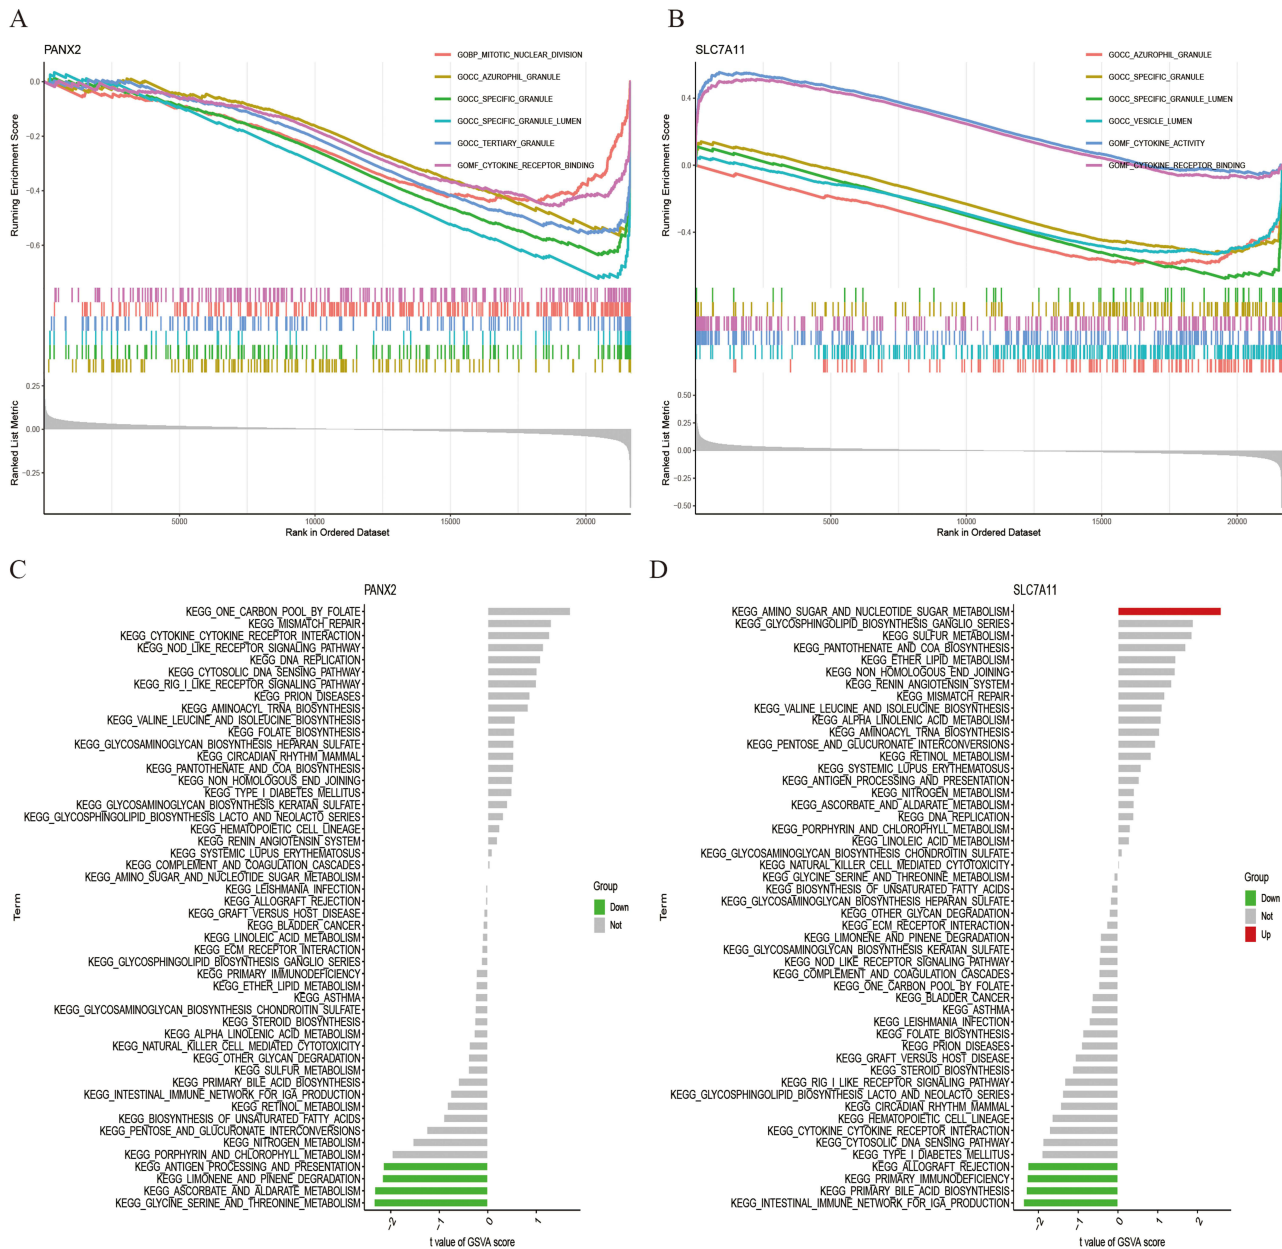 A
PANX2
GOBP_MITOTIC_NUCLEAR_DIVISION
GOCC_AZUROPHIL_GRANULE
GOCC_SPECIFIC_GRANULE
GOCC_SPECIFIC_GRANULE_LUMEN
GOCC_TERTIARY_GRANULE
GOMF_CYTOKINE_RECEPTOR_BINDING
Running Enrichment Score
0.0
−0.2
−0.4
−0.6
Ranked List Metric
0.25
0.00
−0.25
5000
10000
15000
20000
Rank in Ordered Dataset
B
SLC7A11
GOCC_AZUROPHIL_GRANULE
GOCC_SPECIFIC_GRANULE
GOCC_SPECIFIC_GRANULE_LUMEN
GOCC_VESICLE_LUMEN
GOMF_CYTOKINE_ACTIVITY
GOMF_CYTOKINE_RECEPTOR_BINDING
Running Enrichment Score
0.4
0.0
−0.4
Ranked List Metric
0.50
0.25
0.00
−0.25
−0.50
5000
10000
15000
20000
Rank in Ordered Dataset
C
PANX2
KEGG_ONE_CARBON_POOL_BY_FOLATE
KEGG_MISMATCH_REPAIR
KEGG_CYTOKINE_CYTOKINE_RECEPTOR_INTERACTION
KEGG_NOD_LIKE_RECEPTOR_SIGNALING_PATHWAY
KEGG_DNA_REPLICATION
KEGG_CYTOSOLIC_DNA_SENSING_PATHWAY
KEGG_RIG_I_LIKE_RECEPTOR_SIGNALING_PATHWAY
KEGG_PRION_DISEASES
KEGG_AMINOACYL_TRNA_BIOSYNTHESIS
KEGG_VALINE_LEUCINE_AND_ISOLEUCINE_BIOSYNTHESIS
KEGG_FOLATE_BIOSYNTHESIS
KEGG_GLYCOSAMINOGLYCAN_BIOSYNTHESIS_HEPARAN_SULFATE
KEGG_CIRCADIAN_RHYTHM_MAMMAL
KEGG_PANTOTHENATE_AND_COA_BIOSYNTHESIS
KEGG_NON_HOMOLOGOUS_END_JOINING
KEGG_TYPE_I_DIABETES_MELLITUS
KEGG_GLYCOSAMINOGLYCAN_BIOSYNTHESIS_KERATAN_SULFATE
KEGG_GLYCOSPHINGOLIPID_BIOSYNTHESIS_LACTO_AND_NEOLACTO_SERIES
KEGG_HEMATOPOIETIC_CELL_LINEAGE
KEGG_RENIN_ANGIOTENSIN_SYSTEM
KEGG_SYSTEMIC_LUPUS_ERYTHEMATOSUS
KEGG_COMPLEMENT_AND_COAGULATION_CASCADES
KEGG_AMINO_SUGAR_AND_NUCLEOTIDE_SUGAR_METABOLISM
KEGG_LEISHMANIA_INFECTION
KEGG_ALLOGRAFT_REJECTION
KEGG_GRAFT_VERSUS_HOST_DISEASE
KEGG_BLADDER_CANCER
KEGG_LINOLEIC_ACID_METABOLISM
KEGG_ECM_RECEPTOR_INTERACTION
KEGG_GLYCOSPHINGOLIPID_BIOSYNTHESIS_GANGLIO_SERIES
KEGG_PRIMARY_IMMUNODEFICIENCY
KEGG_ETHER_LIPID_METABOLISM
KEGG_ASTHMA
KEGG_GLYCOSAMINOGLYCAN_BIOSYNTHESIS_CHONDROITIN_SULFATE
KEGG_STEROID_BIOSYNTHESIS
KEGG_ALPHA_LINOLENIC_ACID_METABOLISM
KEGG_NATURAL_KILLER_CELL_MEDIATED_CYTOTOXICITY
KEGG_OTHER_GLYCAN_DEGRADATION
KEGG_SULFUR_METABOLISM
KEGG_PRIMARY_BILE_ACID_BIOSYNTHESIS
KEGG_INTESTINAL_IMMUNE_NETWORK_FOR_IGA_PRODUCTION
KEGG_RETINOL_METABOLISM
KEGG_BIOSYNTHESIS_OF_UNSATURATED_FATTY_ACIDS
KEGG_PENTOSE_AND_GLUCURONATE_INTERCONVERSIONS
KEGG_NITROGEN_METABOLISM
KEGG_PORPHYRIN_AND_CHLOROPHYLL_METABOLISM
KEGG_ANTIGEN_PROCESSING_AND_PRESENTATION
KEGG_LIMONENE_AND_PINENE_DEGRADATION
KEGG_ASCORBATE_AND_ALDARATE_METABOLISM
KEGG_GLYCINE_SERINE_AND_THREONINE_METABOLISM
Term
−2
−1
0
1
t value of GSVA score
Group
Down
Not
D
SLC7A11
KEGG_AMINO_SUGAR_AND_NUCLEOTIDE_SUGAR_METABOLISM
KEGG_GLYCOSPHINGOLIPID_BIOSYNTHESIS_GANGLIO_SERIES
KEGG_SULFUR_METABOLISM
KEGG_PANTOTHENATE_AND_COA_BIOSYNTHESIS
KEGG_ETHER_LIPID_METABOLISM
KEGG_NON_HOMOLOGOUS_END_JOINING
KEGG_RENIN_ANGIOTENSIN_SYSTEM
KEGG_MISMATCH_REPAIR
KEGG_VALINE_LEUCINE_AND_ISOLEUCINE_BIOSYNTHESIS
KEGG_ALPHA_LINOLENIC_ACID_METABOLISM
KEGG_AMINOACYL_TRNA_BIOSYNTHESIS
KEGG_PENTOSE_AND_GLUCURONATE_INTERCONVERSIONS
KEGG_RETINOL_METABOLISM
KEGG_SYSTEMIC_LUPUS_ERYTHEMATOSUS
KEGG_ANTIGEN_PROCESSING_AND_PRESENTATION
KEGG_NITROGEN_METABOLISM
KEGG_ASCORBATE_AND_ALDARATE_METABOLISM
KEGG_DNA_REPLICATION
KEGG_PORPHYRIN_AND_CHLOROPHYLL_METABOLISM
KEGG_LINOLEIC_ACID_METABOLISM
KEGG_GLYCOSAMINOGLYCAN_BIOSYNTHESIS_CHONDROITIN_SULFATE
KEGG_NATURAL_KILLER_CELL_MEDIATED_CYTOTOXICITY
KEGG_GLYCINE_SERINE_AND_THREONINE_METABOLISM
KEGG_BIOSYNTHESIS_OF_UNSATURATED_FATTY_ACIDS
KEGG_GLYCOSAMINOGLYCAN_BIOSYNTHESIS_HEPARAN_SULFATE
KEGG_OTHER_GLYCAN_DEGRADATION
KEGG_ECM_RECEPTOR_INTERACTION
KEGG_LIMONENE_AND_PINENE_DEGRADATION
KEGG_GLYCOSAMINOGLYCAN_BIOSYNTHESIS_KERATAN_SULFATE
KEGG_NOD_LIKE_RECEPTOR_SIGNALING_PATHWAY
KEGG_COMPLEMENT_AND_COAGULATION_CASCADES
KEGG_ONE_CARBON_POOL_BY_FOLATE
KEGG_BLADDER_CANCER
KEGG_ASTHMA
KEGG_LEISHMANIA_INFECTION
KEGG_FOLATE_BIOSYNTHESIS
KEGG_PRION_DISEASES
KEGG_GRAFT_VERSUS_HOST_DISEASE
KEGG_STEROID_BIOSYNTHESIS
KEGG_RIG_I_LIKE_RECEPTOR_SIGNALING_PATHWAY
KEGG_GLYCOSPHINGOLIPID_BIOSYNTHESIS_LACTO_AND_NEOLACTO_SERIES
KEGG_CIRCADIAN_RHYTHM_MAMMAL
KEGG_HEMATOPOIETIC_CELL_LINEAGE
KEGG_CYTOKINE_CYTOKINE_RECEPTOR_INTERACTION
KEGG_CYTOSOLIC_DNA_SENSING_PATHWAY
KEGG_TYPE_I_DIABETES_MELLITUS
KEGG_ALLOGRAFT_REJECTION
KEGG_PRIMARY_IMMUNODEFICIENCY
KEGG_PRIMARY_BILE_ACID_BIOSYNTHESIS
KEGG_INTESTINAL_IMMUNE_NETWORK_FOR_IGA_PRODUCTION
Term
−2
−1
0
1
2
t value of GSVA score
Group
Down
Not
Up